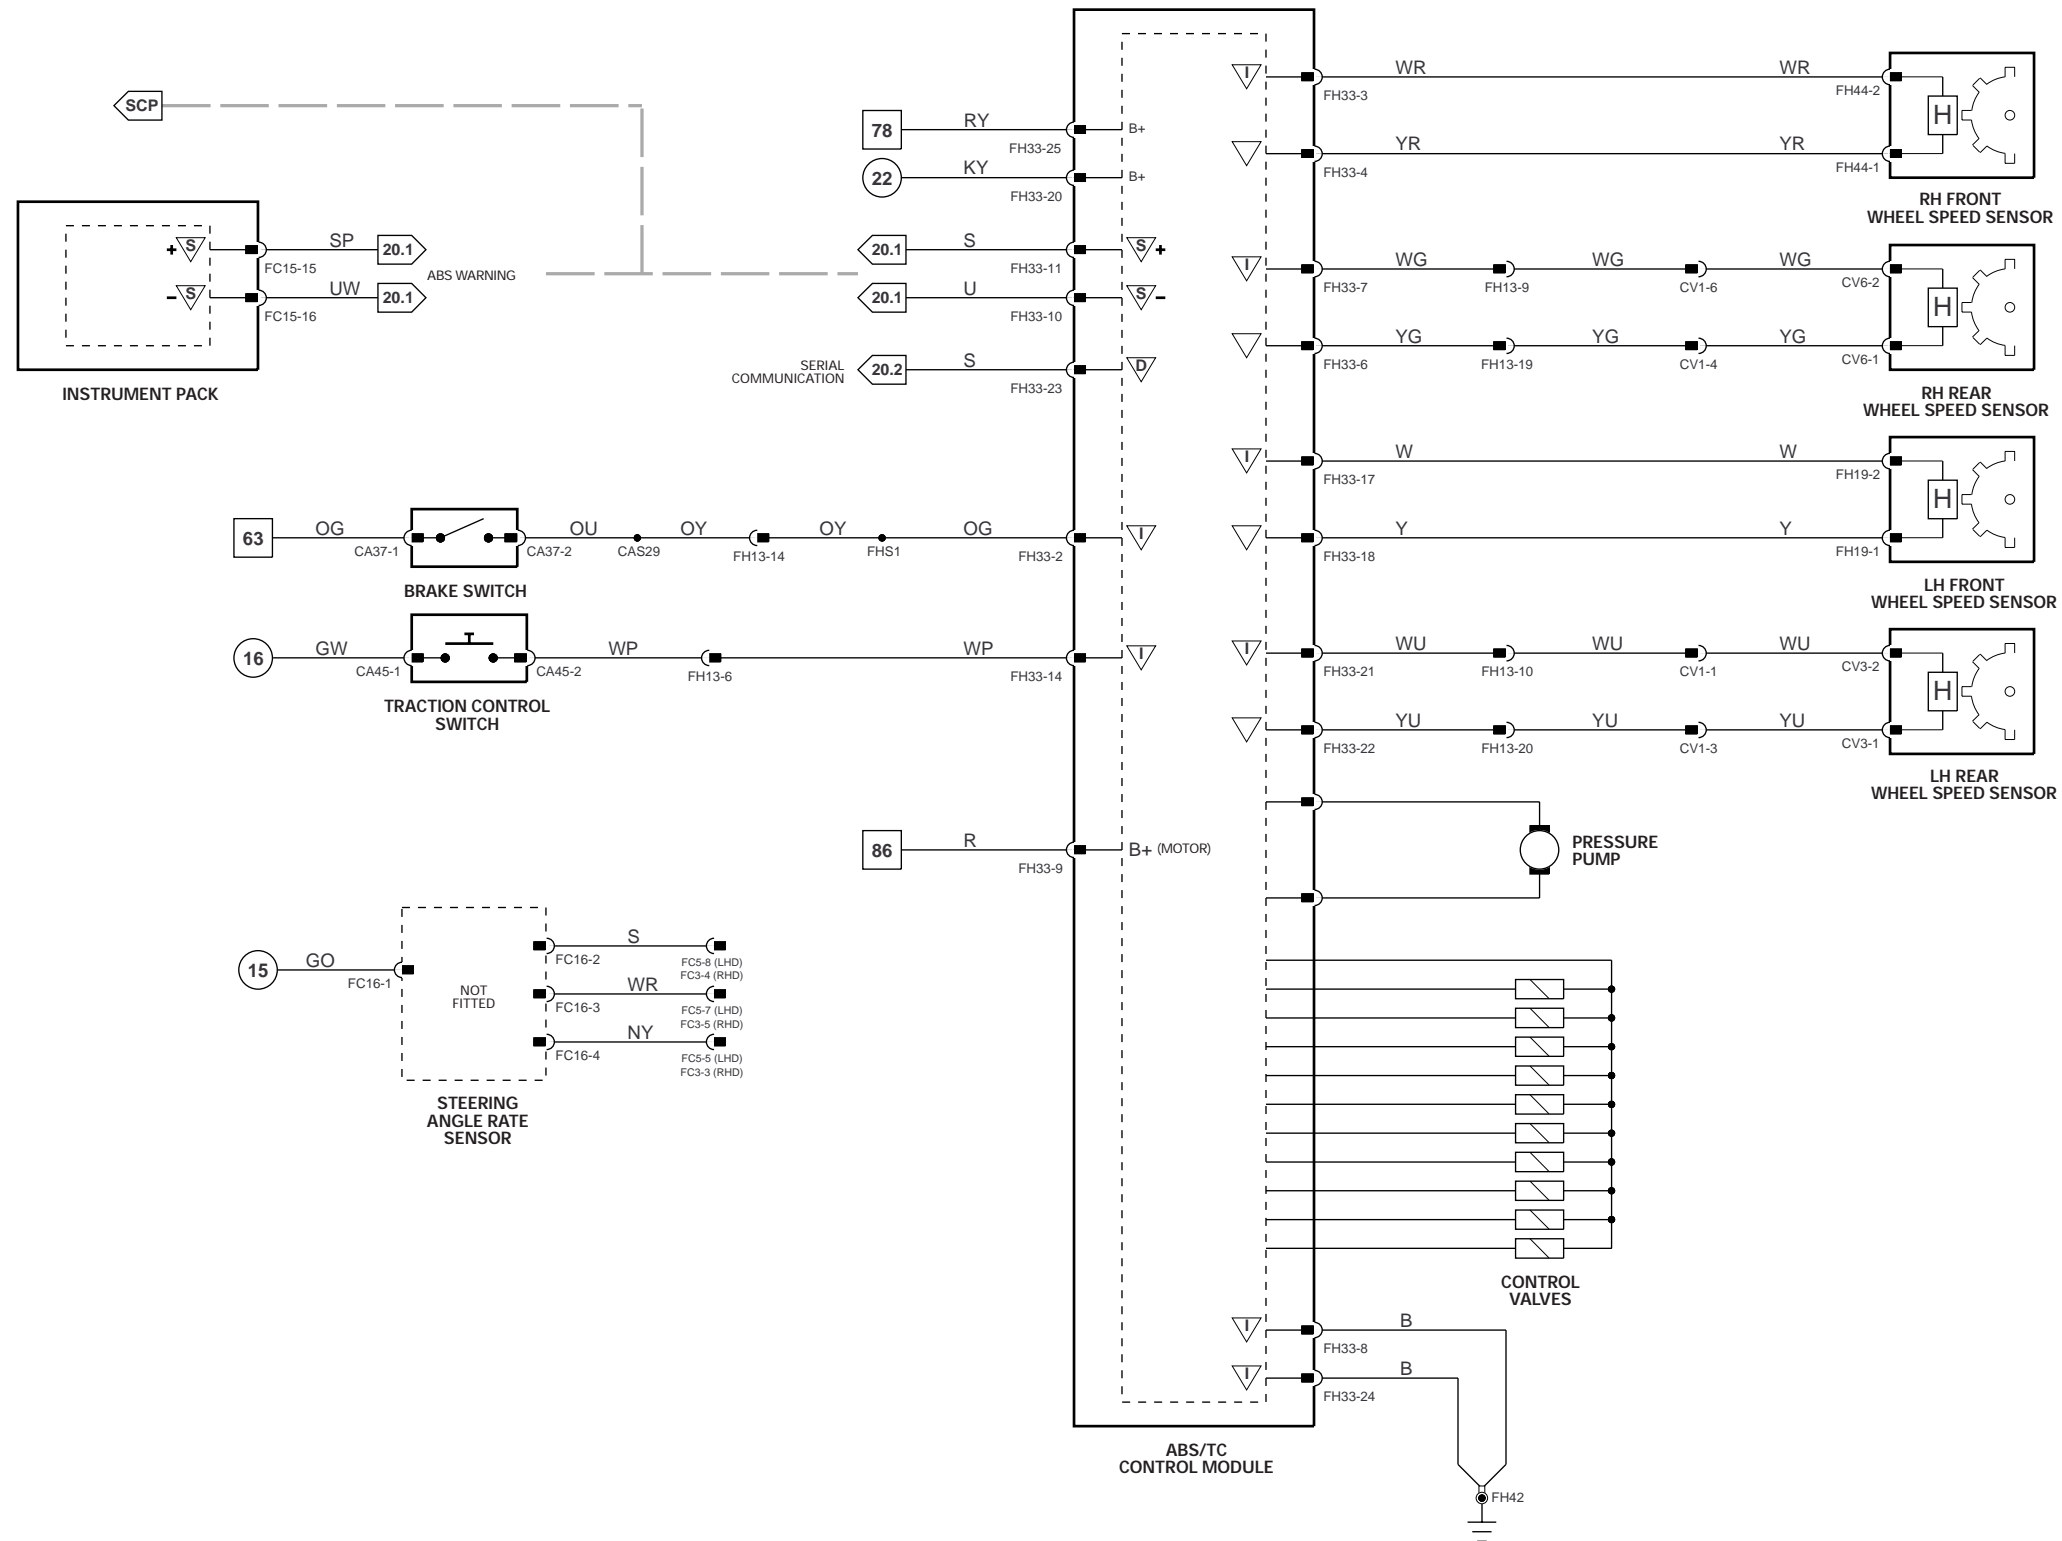 SCP
INSTRUMENT PACK
+ S
SP
20.1
FC15-15
ABS WARNING
– S
UW
20.1
FC15-16
78
RY
FH33-25
B+
22
KY
FH33-20
B+
20.1
S
FH33-11
S +
20.1
U
FH33-10
S –
SERIAL
COMMUNICATION
20.2
S
FH33-23
D
63
OG
CA37-1
CA37-2
OU
CAS29
OY
FH13-14
OY
FHS1
OG
FH33-2
I
BRAKE SWITCH
16
GW
CA45-1
CA45-2
WP
FH13-6
WP
FH33-14
I
TRACTION CONTROL
SWITCH
86
R
FH33-9
B+ (MOTOR)
15
GO
FC16-1
NOT
FITTED
S
FC16-2
FC5-8 (LHD)
FC3-4 (RHD)
WR
FC16-3
FC5-7 (LHD)
FC3-5 (RHD)
NY
FC16-4
FC5-5 (LHD)
FC3-3 (RHD)
STEERING
ANGLE RATE
SENSOR
I
WR
WR
FH33-3
FH44-2
YR
YR
FH33-4
FH44-1
H
RH FRONT
WHEEL SPEED SENSOR
I
WG
WG
WG
FH33-7
FH13-9
CV1-6
CV6-2
YG
YG
YG
FH33-6
FH13-19
CV1-4
CV6-1
H
RH REAR
WHEEL SPEED SENSOR
I
W
W
FH33-17
FH19-2
Y
Y
FH33-18
FH19-1
H
LH FRONT
WHEEL SPEED SENSOR
I
WU
WU
WU
FH33-21
FH13-10
CV1-1
CV3-2
YU
YU
YU
FH33-22
FH13-20
CV1-3
CV3-1
H
LH REAR
WHEEL SPEED SENSOR
PRESSURE
PUMP
CONTROL
VALVES
I
B
FH33-8
I
B
FH33-24
FH42
ABS/TC
CONTROL MODULE